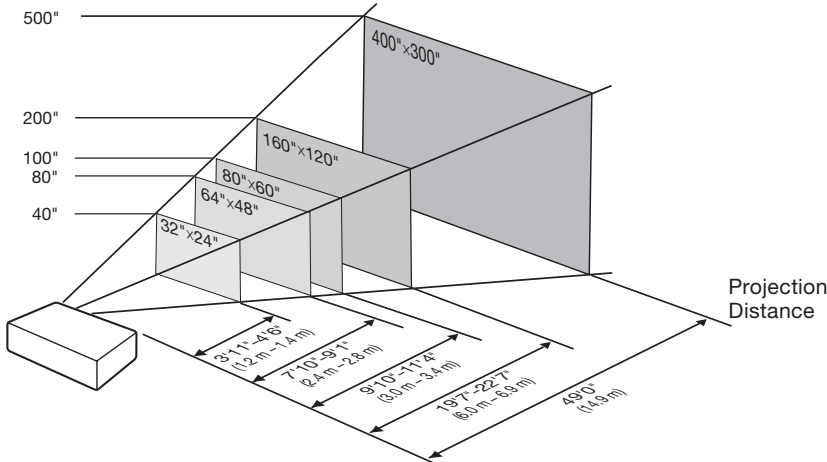 500"
400"×300"
200"
160"×120"
100"
80"×60"
80"
64"×48"
40"
32"×24"
Projection
Distance
3'11"-4'6"
(1.2 m – 1.4 m)
7'10"-9'1"
(2.4 m – 2.8 m)
9'10"-11'4"
(3.0 m – 3.4 m)
19'7"-22'7"
(6.0 m – 6.9 m)
49'0"
(14.9 m)